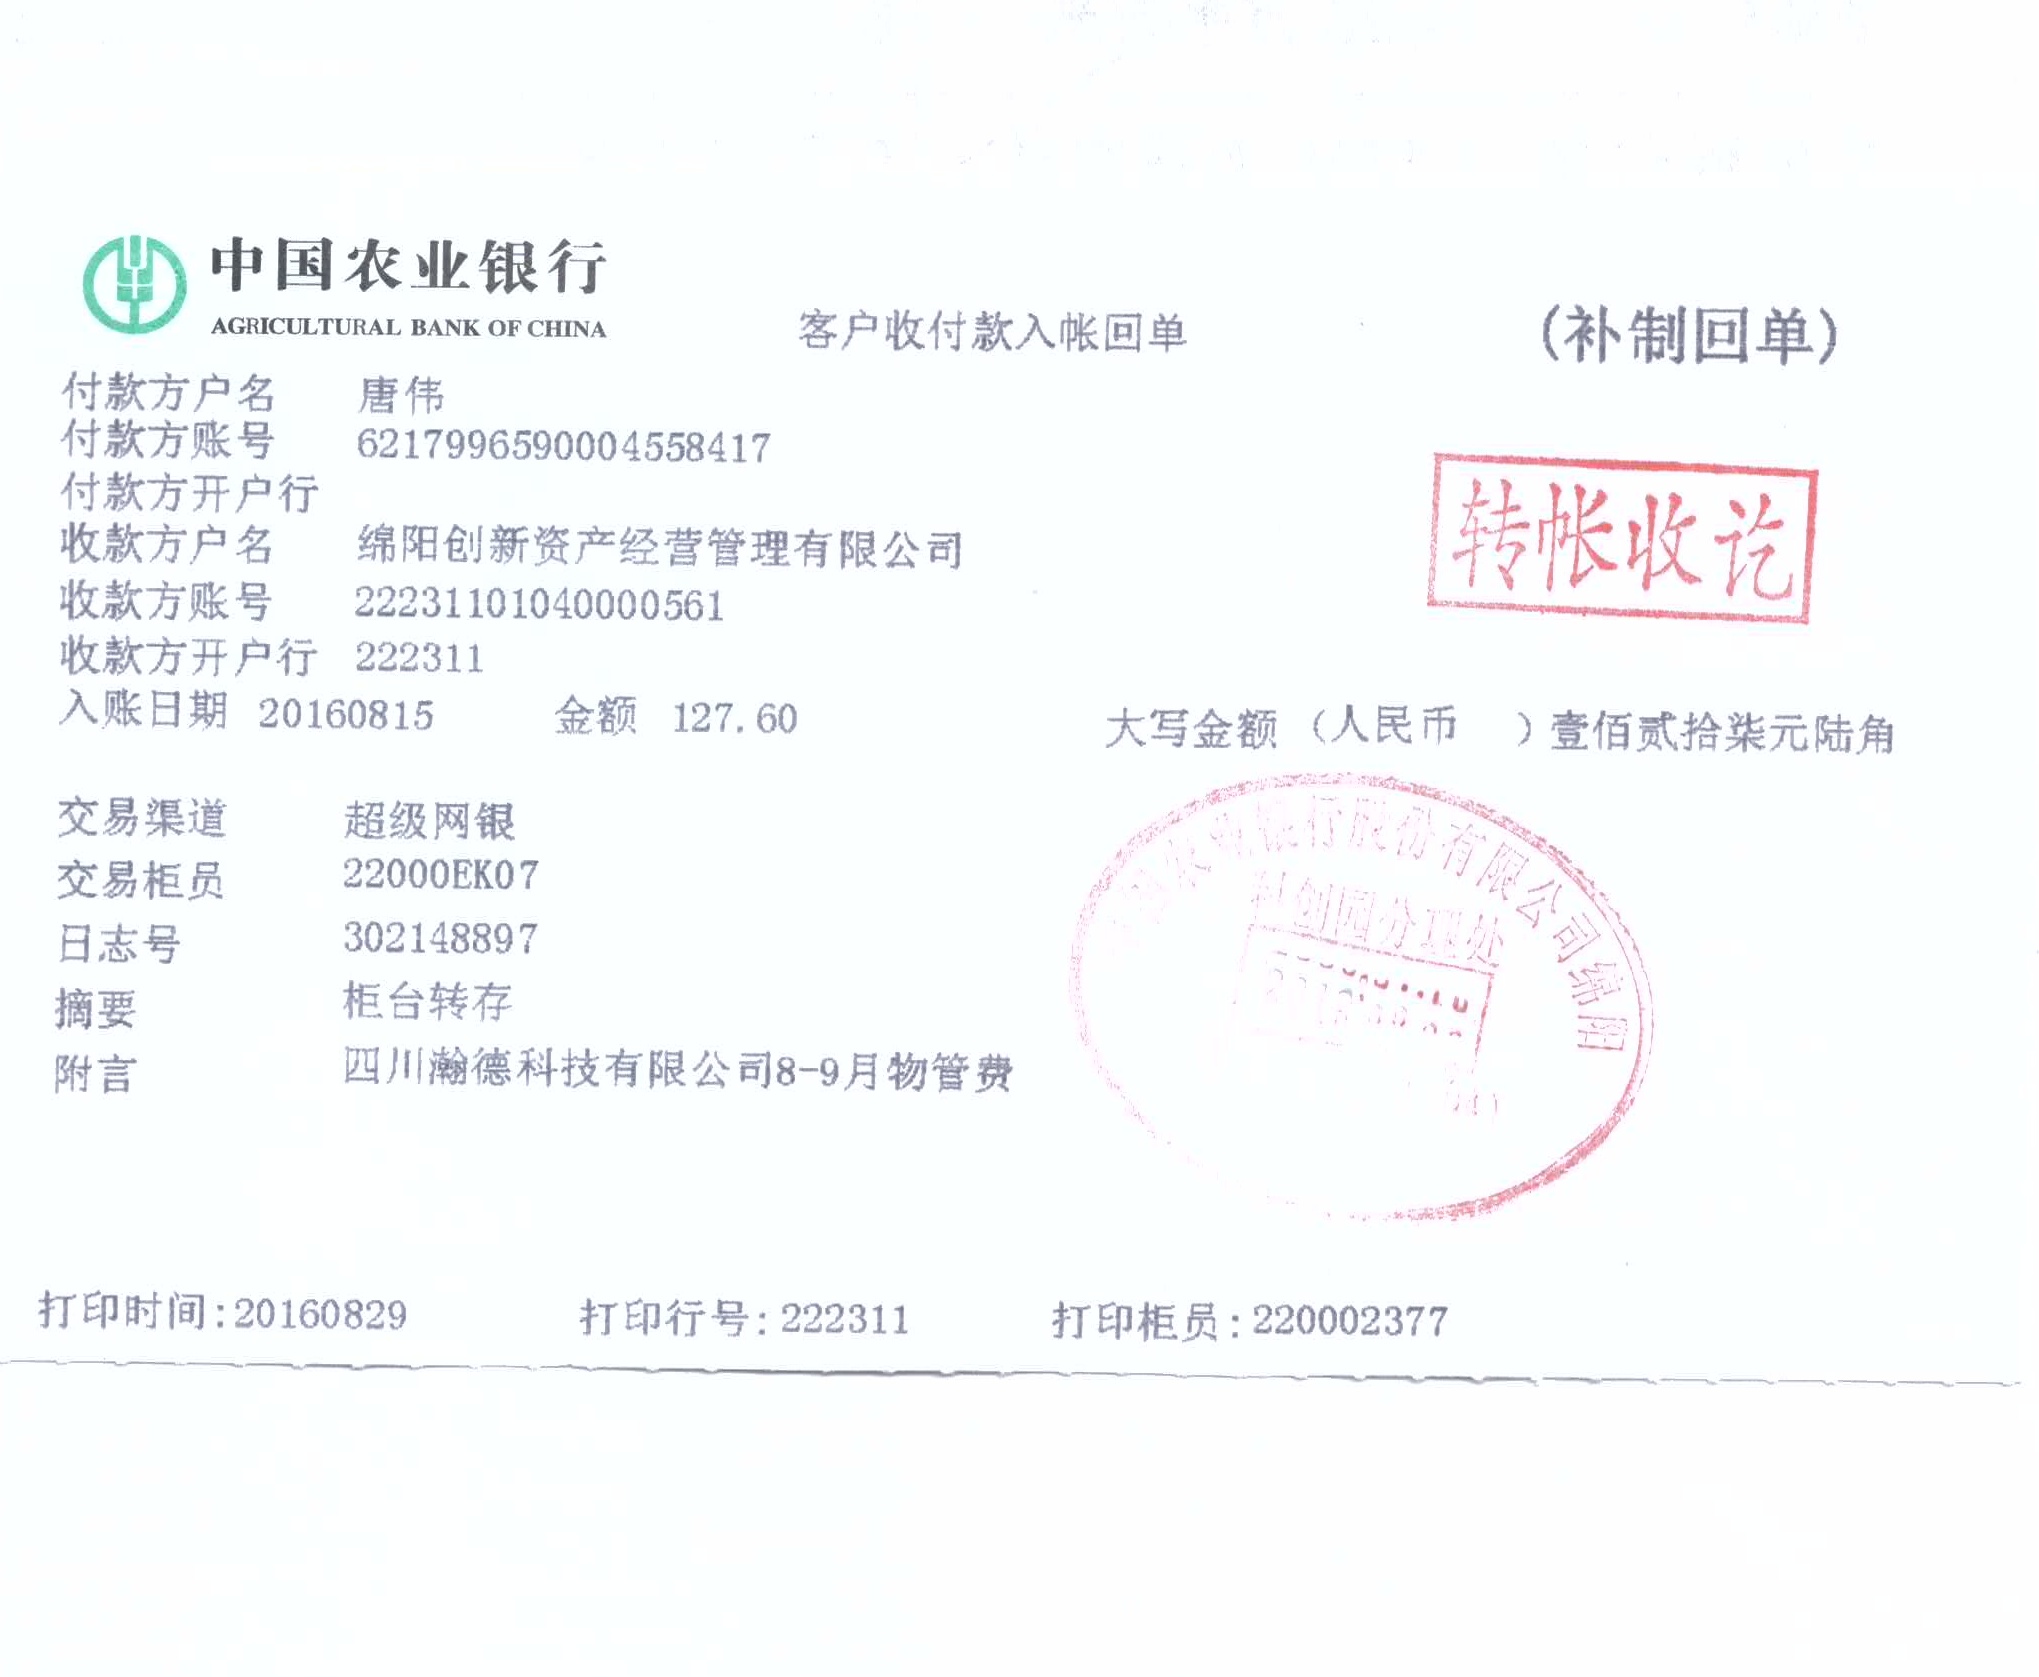 中国农业银行
AGRICULTURAL BANK OF CHINA
客户收付款入帐回单
(补制回单)
付款方户名 唐伟
付款方账号 6217996590004558417
付款方开户行
收款方户名 绵阳创新资产经营管理有限公司
收款方账号 22231101040000561
收款方开户行 222311
转帐收讫
入账日期 20160815 金额 127.60 大写金额（人民币 ）壹佰贰拾柒元陆角
交易渠道 超级网银
交易柜员 22000EK07
日志号 302148897
摘要 柜台转存
附言 四川瀚德科技有限公司8-9月物管费
农业银行股份有限公司绵阳
科创园分理处
打印时间:20160829 打印行号:222311 打印柜员:220002377